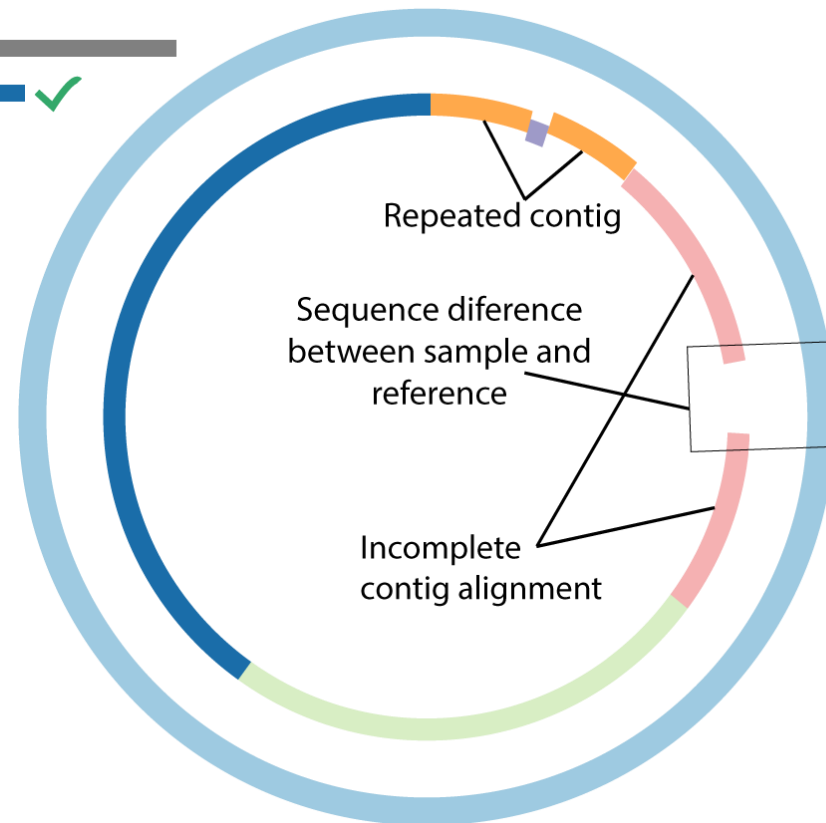 Repeated contig
Sequence diference
between sample and
reference
Incomplete
contig alignment